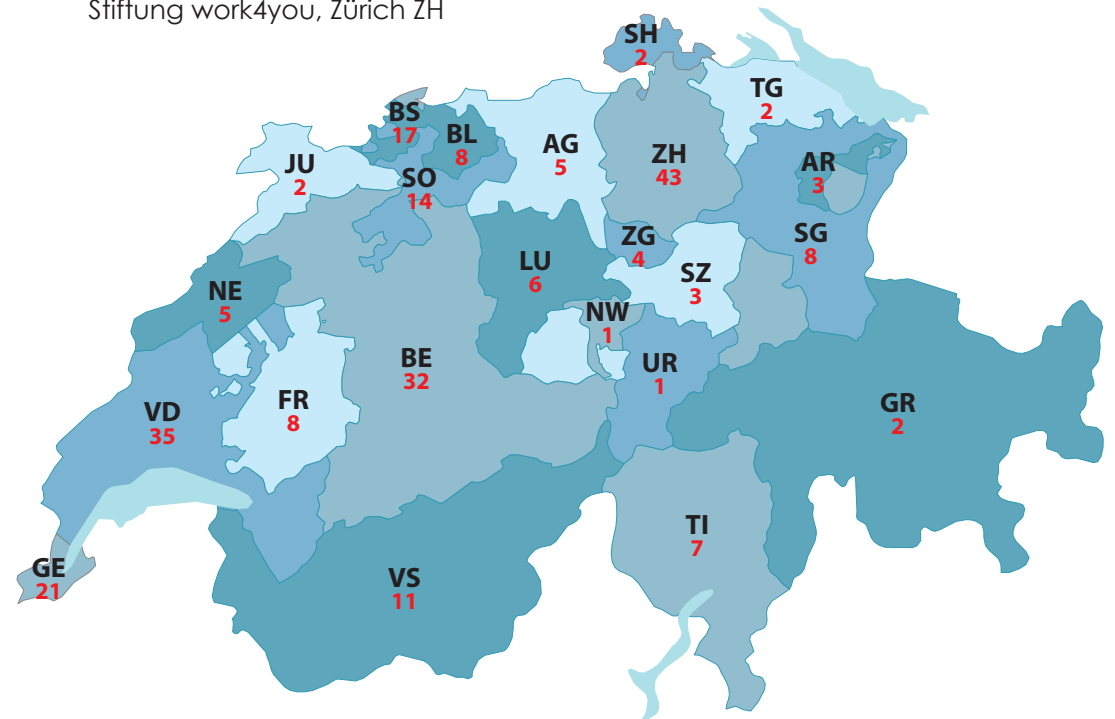 Stiftung work4you, Zürich ZH
SH
2
TG
2
BS
17
BL
8
AG
5
ZH
43
AR
3
JU
2
SO
14
ZG
4
SG
8
LU
6
SZ
3
NE
5
NW
1
BE
32
UR
1
FR
8
VD
35
GR
2
TI
7
GE
21
VS
11